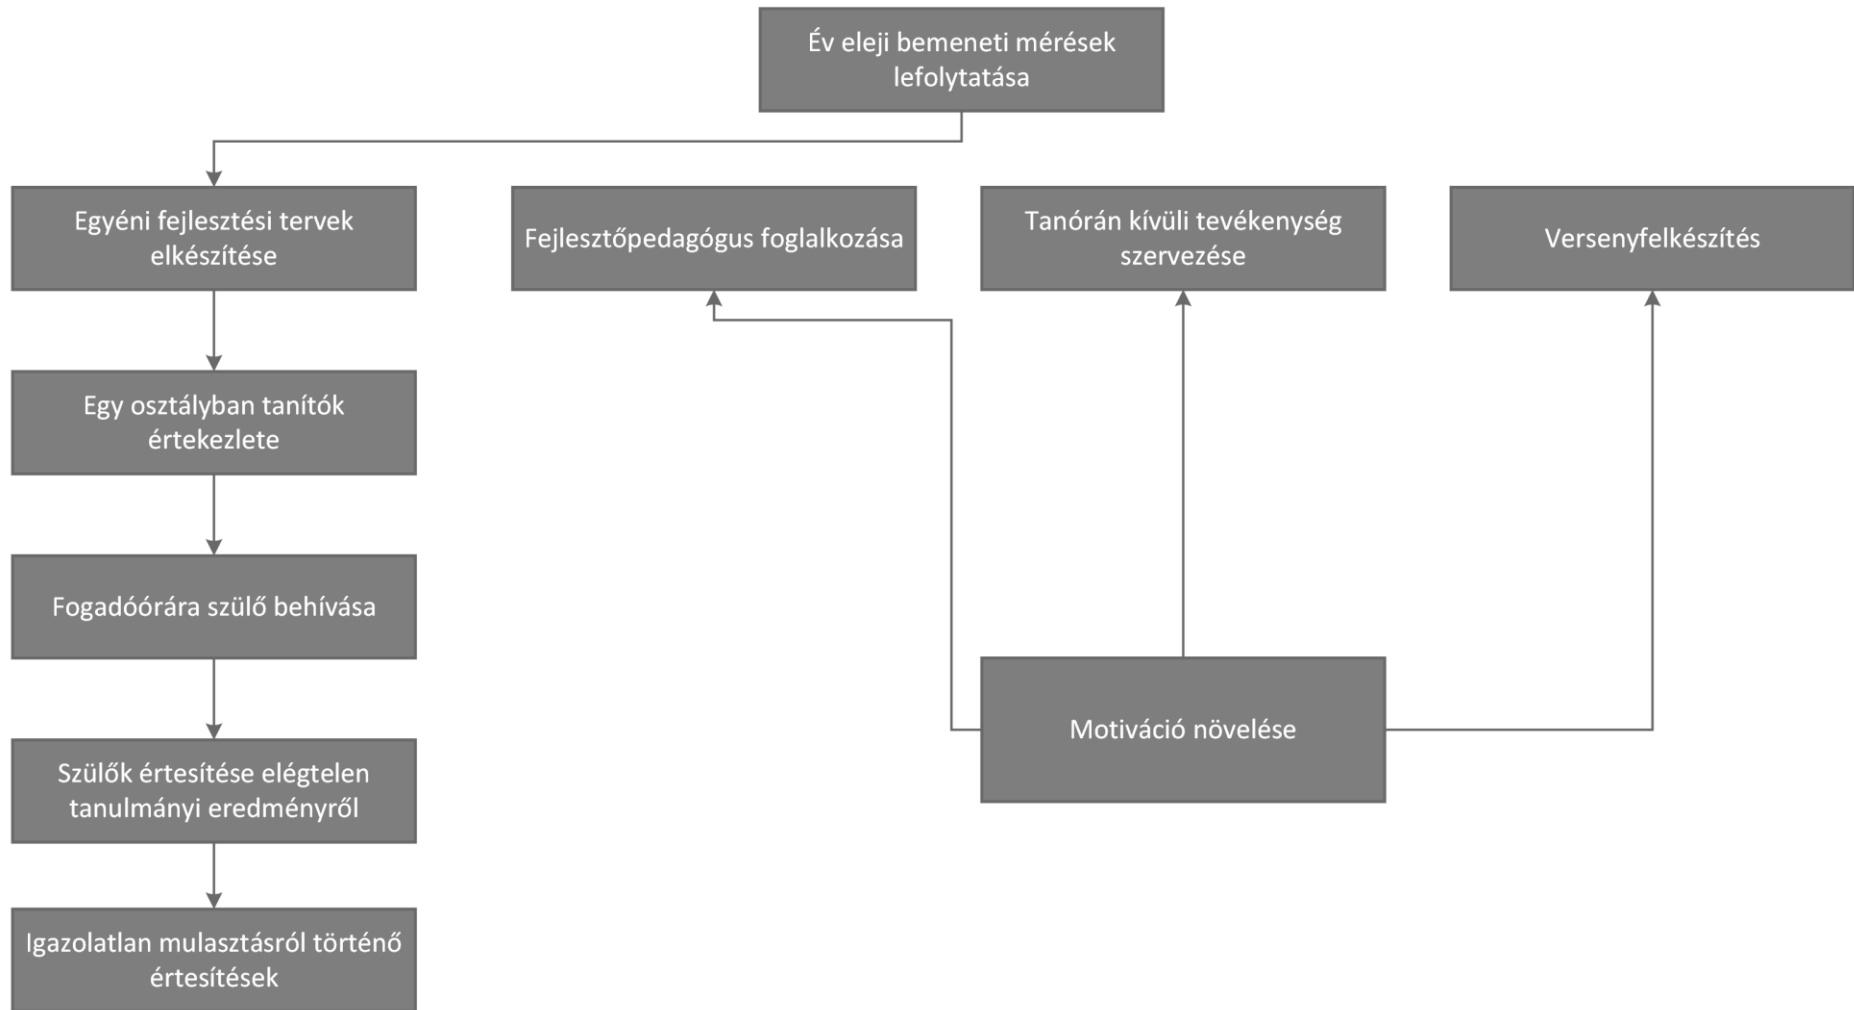 Év eleji bemeneti mérések
lefolytatása
Egyéni fejlesztési tervek
elkészítése
Fejlesztőpedagógus foglalkozása
Tanórán kívüli tevékenység
szervezése
Versenyfelkészítés
Egy osztályban tanítók
értekezlete
Fogadóórára szülő behívása
Motiváció növelése
Szülők értesítése elégtelen
tanulmányi eredményről
Igazolatlan mulasztásról történő
értesítések